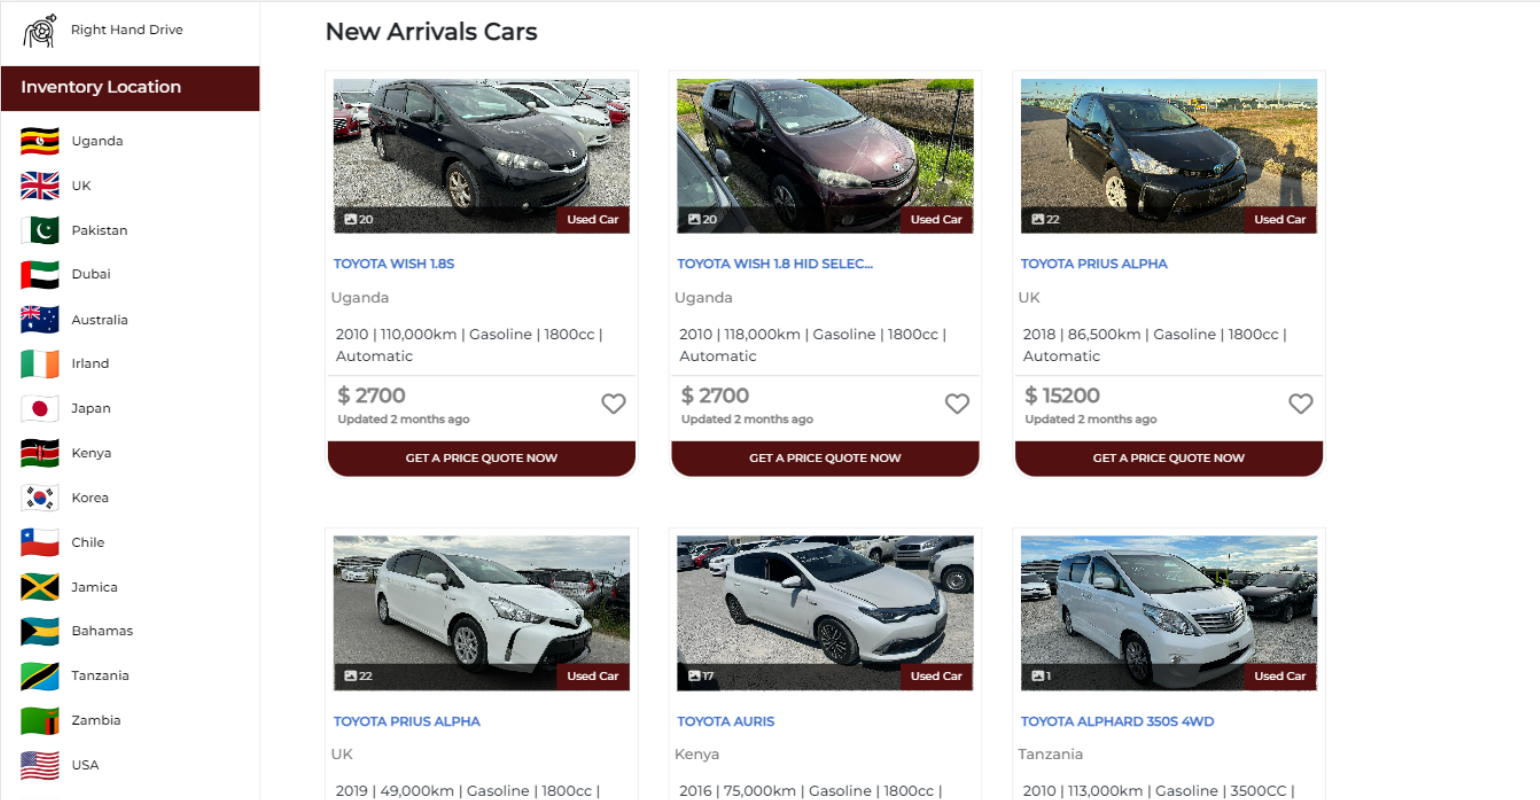 Right Hand Drive
Inventory Location
Uganda
UK
Pakistan
Dubai
Australia
Irland
Japan
Kenya
Korea
Chile
Jamica
Bahamas
Tanzania
Zambia
USA
New Arrivals Cars
20
Used Car
TOYOTA WISH 1.8S
Uganda
2010 | 110,000km | Gasoline | 1800cc |
Automatic
$ 2700
Updated 2 months ago
GET A PRICE QUOTE NOW
20
Used Car
TOYOTA WISH 1.8 HID SELEC...
Uganda
2010 | 118,000km | Gasoline | 1800cc |
Automatic
$ 2700
Updated 2 months ago
GET A PRICE QUOTE NOW
22
Used Car
TOYOTA PRIUS ALPHA
UK
2018 | 86,500km | Gasoline | 1800cc |
Automatic
$ 15200
Updated 2 months ago
GET A PRICE QUOTE NOW
22
Used Car
TOYOTA PRIUS ALPHA
UK
2019 | 49,000km | Gasoline | 1800cc |
17
Used Car
TOYOTA AURIS
Kenya
2016 | 75,000km | Gasoline | 1800cc |
1
Used Car
TOYOTA ALPHARD 350S 4WD
Tanzania
2010 | 113,000km | Gasoline | 3500CC |